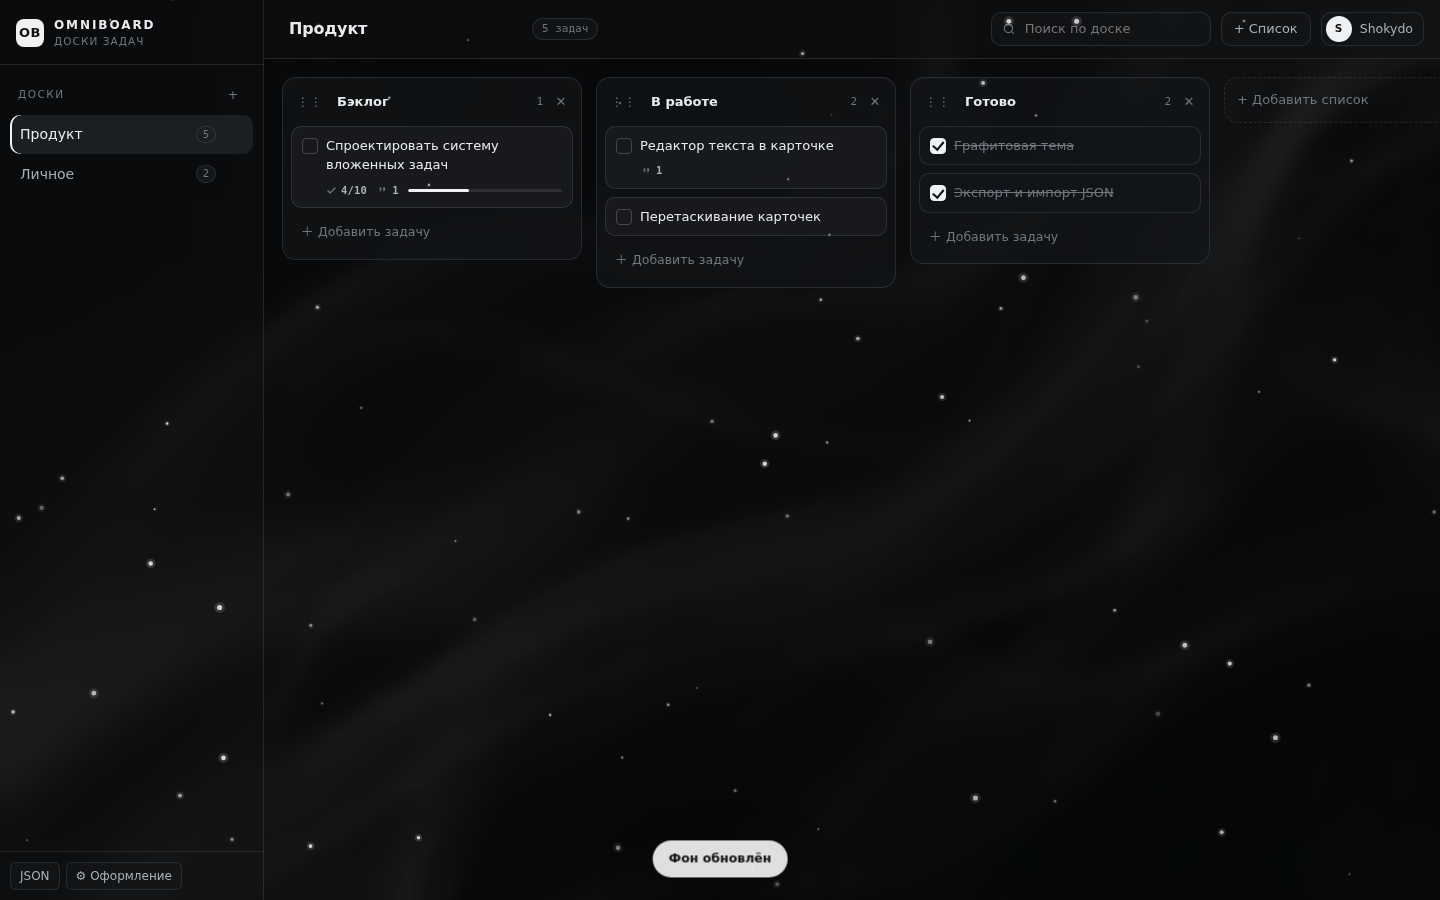 OB
OMNIBOARD
ДОСКИ ЗАДАЧ
Продукт
5 задач
Поиск по доске
+ Список
S
Shokydo
ДОСКИ
+
Продукт
5
Личное
2
Бэклог
1 ×
Спроектировать систему
вложенных задач
4/10
1
+ Добавить задачу
В работе
2 ×
Редактор текста в карточке
1
Перетаскивание карточек
+ Добавить задачу
Готово
2 ×
Графитовая тема
Экспорт и импорт JSON
+ Добавить задачу
+ Добавить список
Фон обновлён
JSON
Оформление